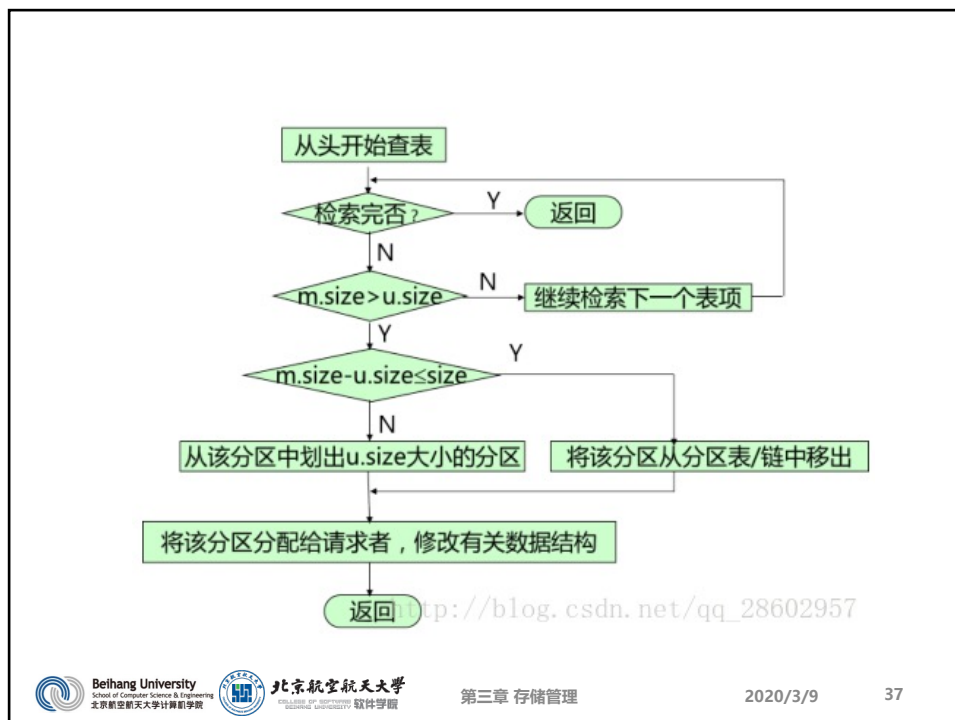 从头开始查表
检索完否?
Y
返回
N
m.size>u.size
N
继续检索下一个表项
Y
m.size-u.size≤size
Y
N
从该分区中划出u.size大小的分区
将该分区从分区表/链中移出
将该分区分配给请求者，修改有关数据结构
返回
http://blog.csdn.net/qq_28602957
Beihang University
School of Computer Science & Engineering
北京航空航天大学计算机学院
北京航空航天大学
COLLEGE OF SOFTWARE
BEIHANG UNIVERSITY
软件学院
第三章 存储管理
2020/3/9
37